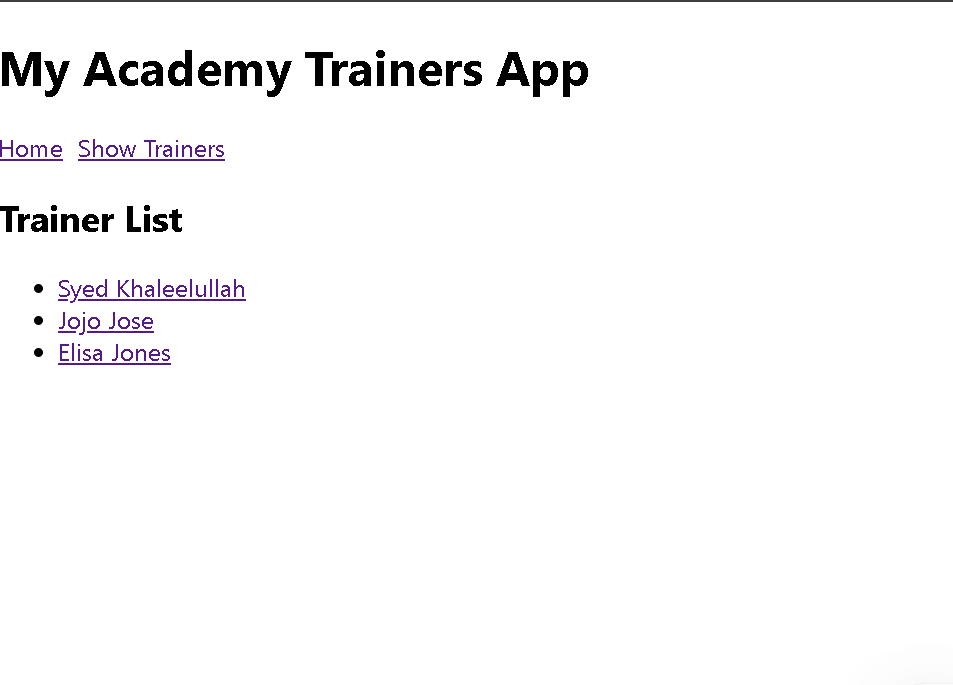 My Academy Trainers App
Home Show Trainers
Trainer List
Syed Khaleelullah
Jojo Jose
Elisa Jones